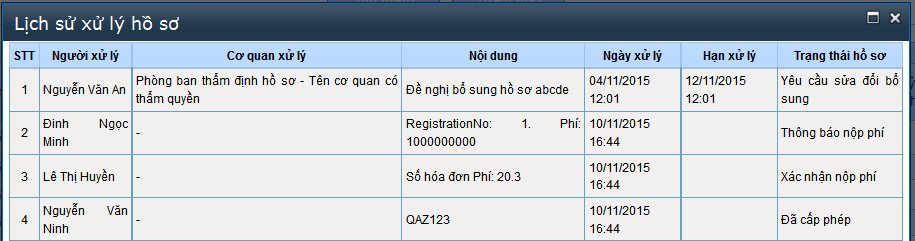 Lịch sử xử lý hồ sơ
STT Người xử lý Cơ quan xử lý Nội dung Ngày xử lý Hạn xử lý Trạng thái hồ sơ
1 Nguyễn Văn An Phòng ban thẩm định hồ sơ - Tên cơ quan có thẩm quyền Đề nghị bổ sung hồ sơ abcde 04/11/2015 12:01 12/11/2015 12:01 Yêu cầu sửa đổi bổ sung
2 Đinh Ngọc Minh - RegistrationNo: 1. Phí: 1000000000 10/11/2015 16:44 Thông báo nộp phí
3 Lê Thị Huyền - Số hóa đơn Phí: 20.3 10/11/2015 16:44 Xác nhận nộp phí
4 Nguyễn Văn Ninh - QAZ123 10/11/2015 16:44 Đã cấp phép